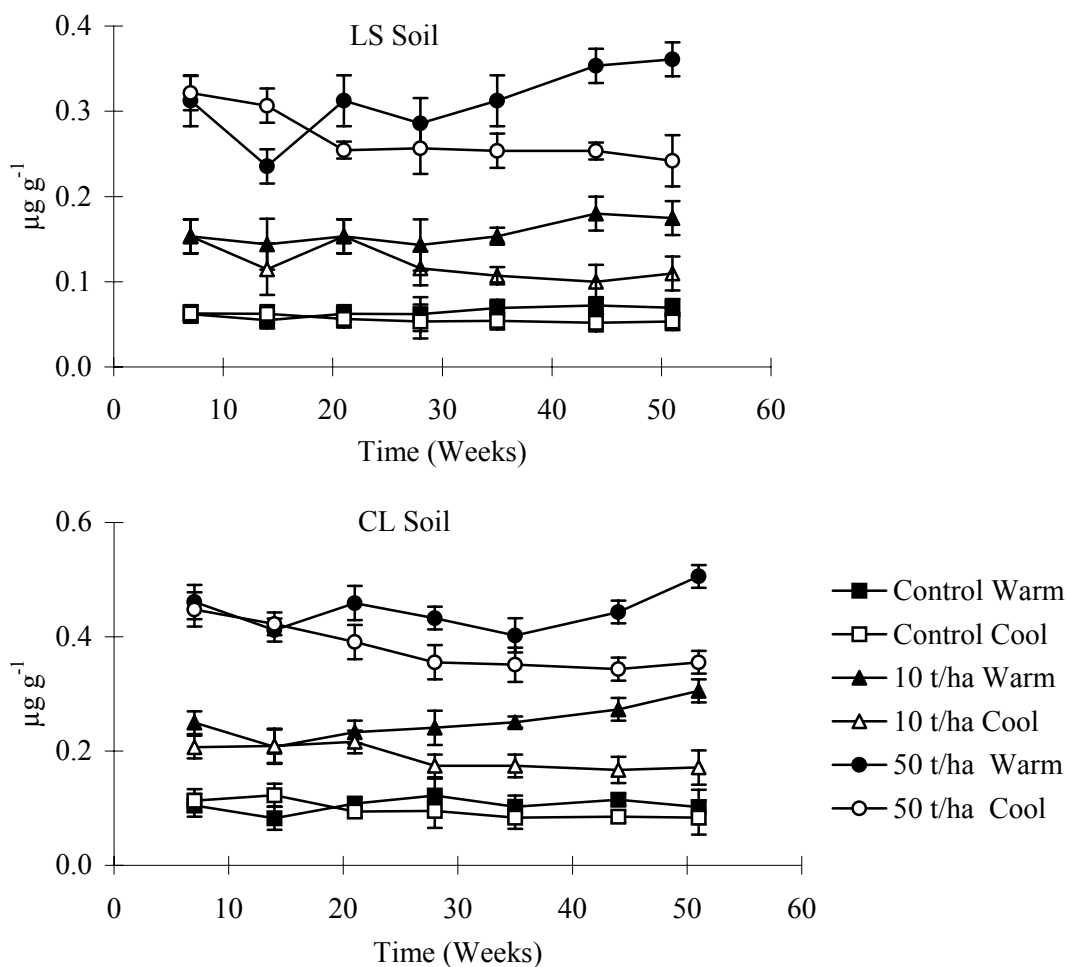 LS Soil
0.4
0.3
0.2
0.1
0.0
µg g-1
0 10 20 30 40 50 60
Time (Weeks)
CL Soil
0.6
0.4
0.2
0.0
µg g-1
0 10 20 30 40 50 60
Time (Weeks)
Control Warm
Control Cool
10 t/ha Warm
10 t/ha Cool
50 t/ha  Warm
50 t/ha  Cool